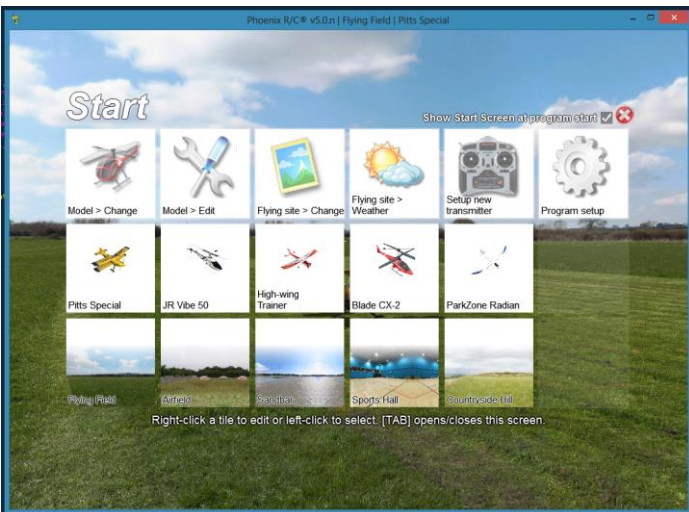 Phoenix R/C® v5.0.n | Flying Field | Pitts Special
Start
Show Start Screen at program start
Model > Change
Model > Edit
Flying site > Change
Flying site >
Weather
Setup new
transmitter
Program setup
Pitts Special
JR Vibe 50
High-wing
Trainer
Blade CX-2
ParkZone Radian
Flying Field
Airfield
Sandbar
Sports Hall
Countryside Hill
Right-click a tile to edit or left-click to select. [TAB] opens/closes this screen.